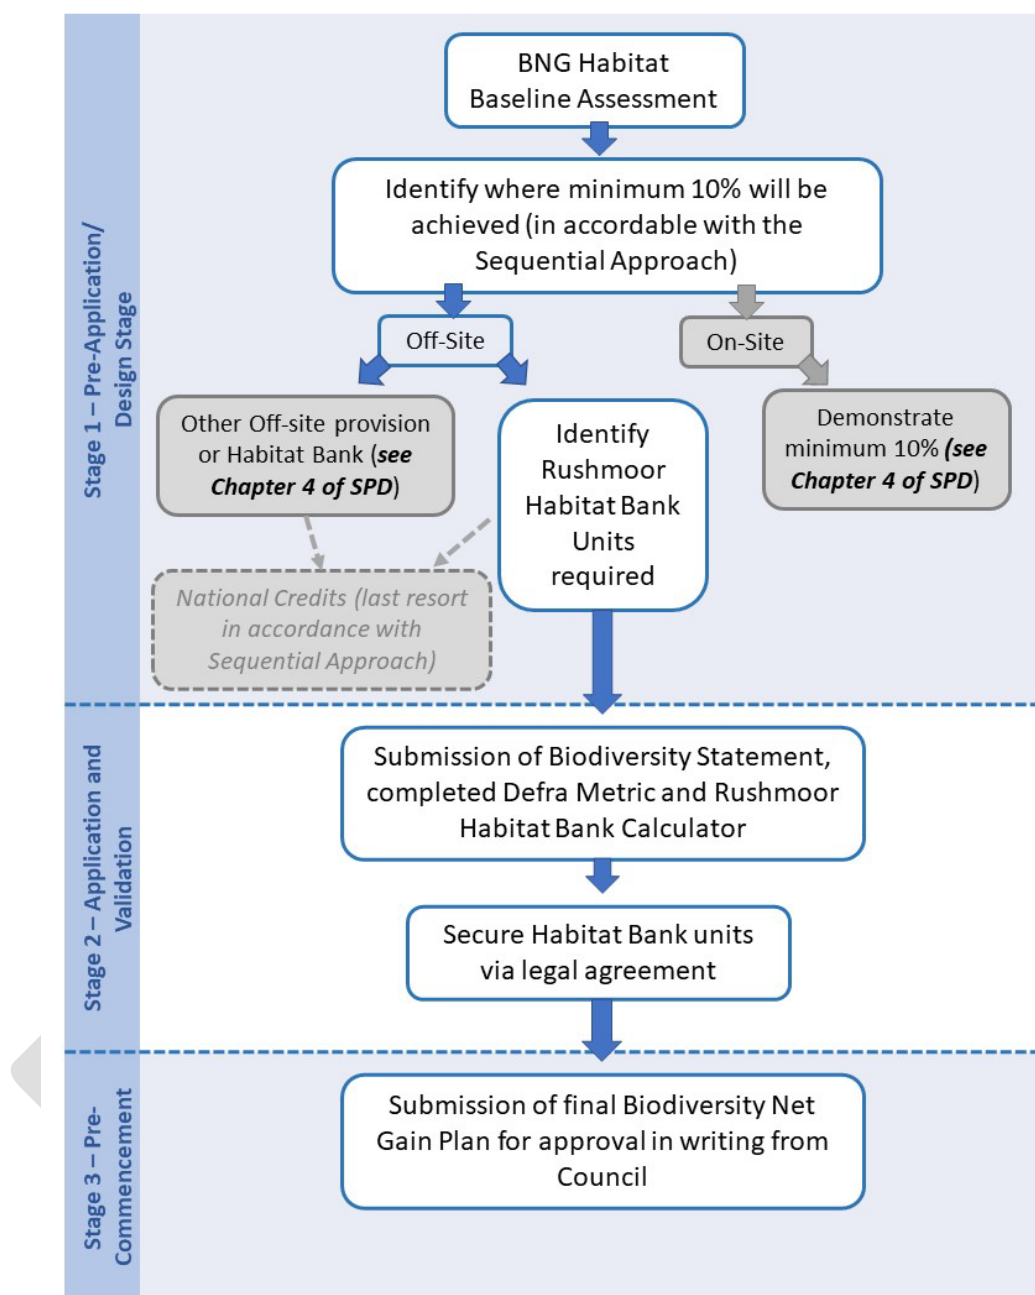 BNG Habitat
Baseline Assessment
Identify where minimum 10% will be
achieved (in accordable with the
Sequential Approach)
Off-Site
On-Site
Other Off-site provision
or Habitat Bank (see
Chapter 4 of SPD)
Identify
Rushmoor
Habitat Bank
Units
required
Demonstrate
minimum 10% (see
Chapter 4 of SPD)
National Credits (last resort
in accordance with
Sequential Approach)
Stage 1 – Pre-Application/
Design Stage
Submission of Biodiversity Statement,
completed Defra Metric and Rushmoor
Habitat Bank Calculator
Secure Habitat Bank units
via legal agreement
Stage 2 – Application and
Validation
Submission of final Biodiversity Net
Gain Plan for approval in writing from
Council
Stage 3 – Pre-
Commencement